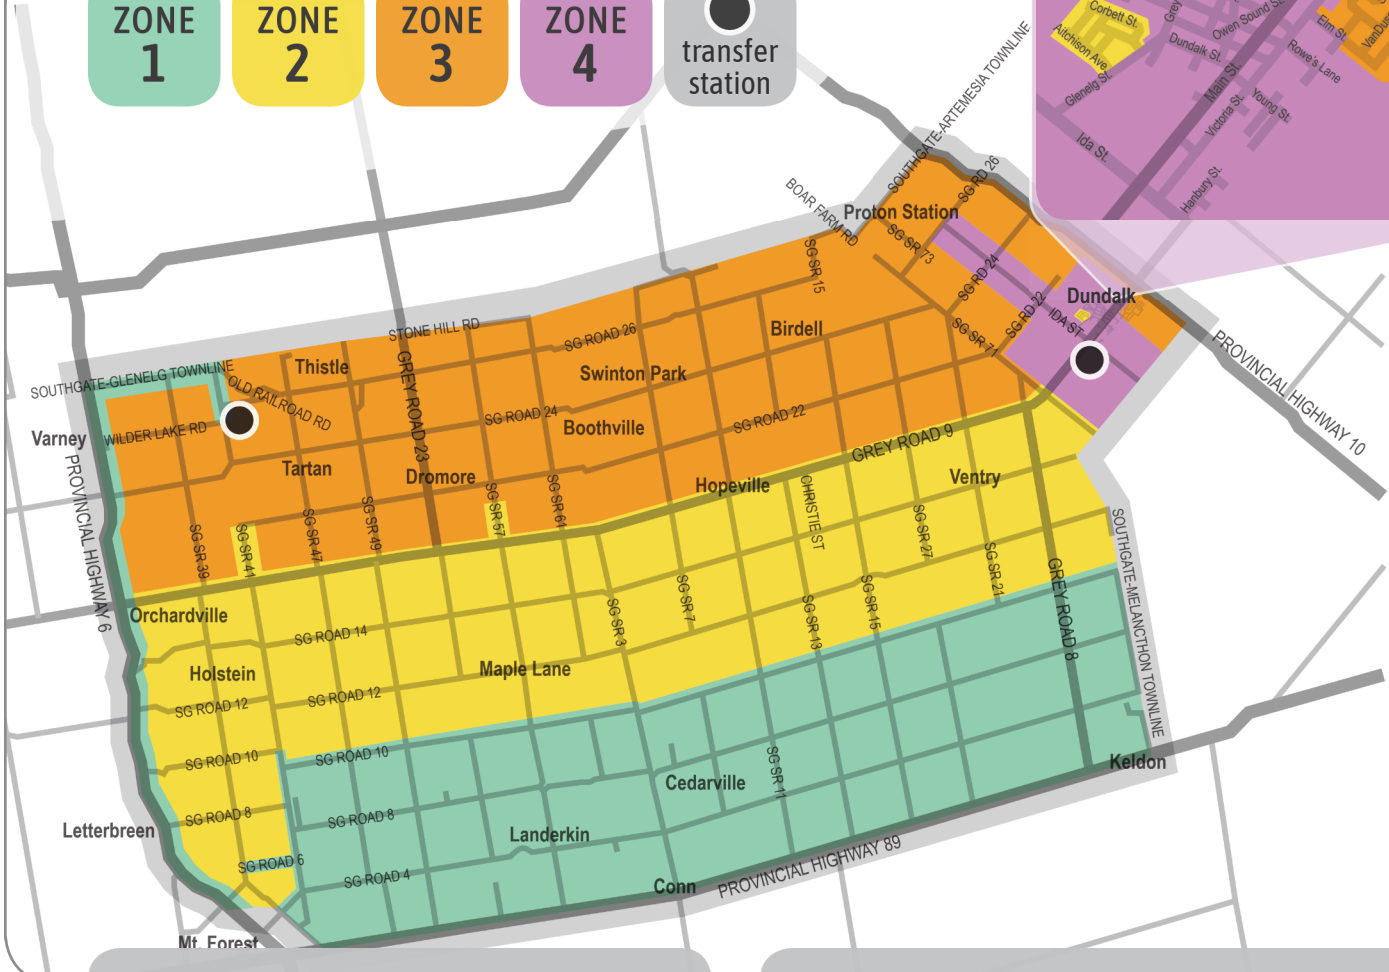 ZONE
1
ZONE
2
ZONE
3
ZONE
4
transfer
station
Corbett St.
Aitchison Ave
Glenelg St.
Dundalk St.
Owen Sound St.
Elm St
Rowe's Lane
Main St.
Victoria St.
Young St.
Ida St.
Hanbury St.
SOUTHGATE-ARTEMESIA TOWNLINE
SG RD 26
BOAR FARM RD
Proton Station
SG SR 73
SG SR 15
SG RD 24
SG RD 22
Dundalk
IDA ST
SG SR 71
PROVINCIAL HIGHWAY 10
STONE HILL RD
SG ROAD 26
Birdell
Thistle
Swinton Park
SOUTHGATE-GLENELG TOWNLINE
OLD RAILROAD RD
GREY ROAD 23
SG ROAD 24
Boothville
SG ROAD 22
Varney
WILDER LAKE RD
GREY ROAD 9
Tartan
Dromore
Hopeville
Ventry
PROVINCIAL HIGHWAY 6
SG SR 39
SG SR 41
SG SR 47
SG SR 49
SG SR 57
SG SR 61
CHRISTIE ST
SG SR 27
SG SR 21
SOUTHGATE-MELANCTHON TOWNLINE
GREY ROAD 8
Orchardville
SG ROAD 14
SG SR 3
SG SR 7
SG SR 13
SG SR 15
Holstein
Maple Lane
SG ROAD 12
SG ROAD 12
SG ROAD 10
SG ROAD 10
SG SR 11
Keldon
Cedarville
SG ROAD 8
SG ROAD 8
Letterbreen
Landerkin
SG ROAD 6
SG ROAD 4
Conn
PROVINCIAL HIGHWAY 89
Mt. Forest